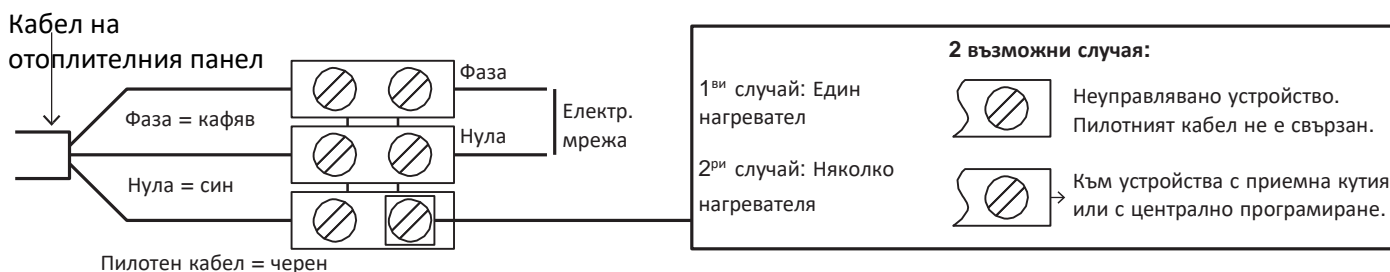 Кабел на
отоплителния панел
Фаза = кафяв
Нула = син
Пилотен кабел = черен
Фаза
Нула
Електр.
мрежа
2 възможни случая:
1ви случай: Един
нагревател
Неуправлявано устройство.
Пилотният кабел не е свързан.
2ри случай: Няколко
нагревателя
Към устройства с приемна кутия
или с централно програмиране.